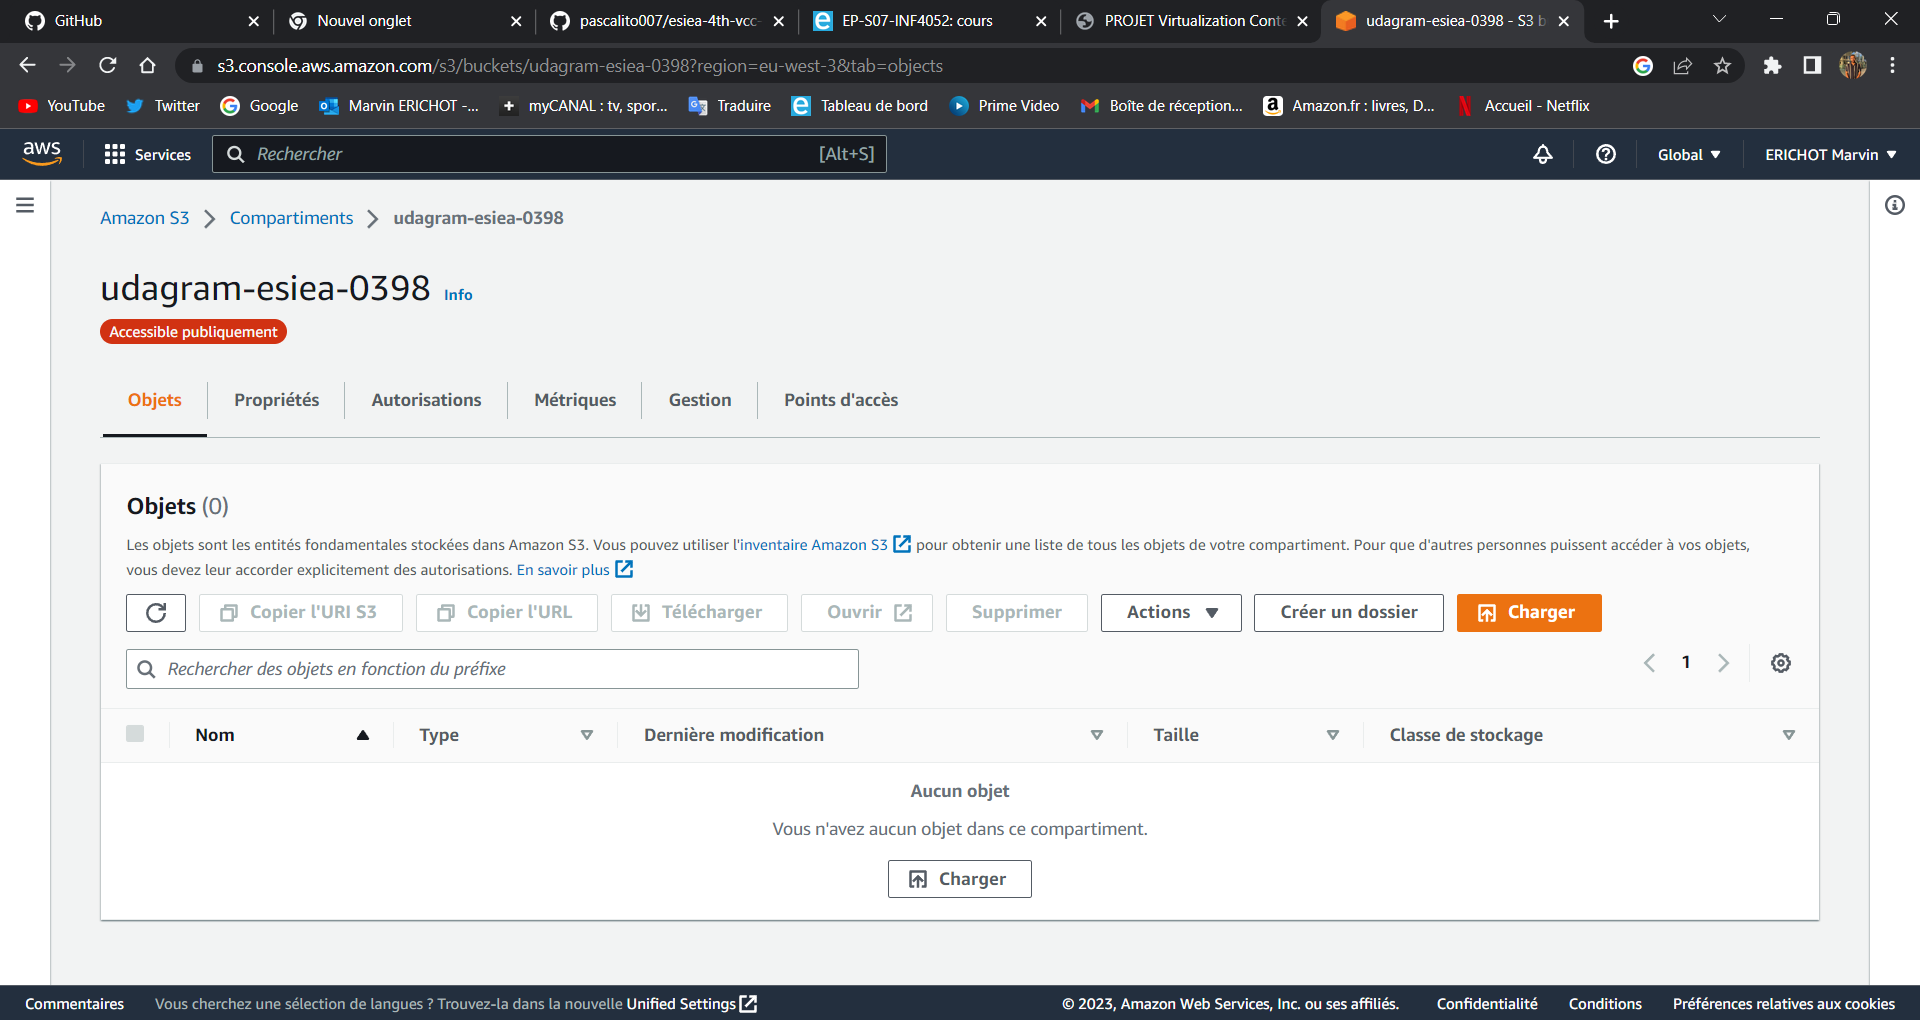 GitHub
Nouvel onglet
pascalito007/esiea-4th-vcc-
EP-S07-INF4052: cours
PROJET Virtualization Conte
udagram-esiea-0398 - S3 b
s3.console.aws.amazon.com/s3/buckets/udagram-esiea-0398?region=eu-west-3&tab=objects
YouTube
Twitter
Google
Marvin ERICHOT -...
myCANAL : tv, spor...
Traduire
Tableau de bord
Prime Video
Boîte de réception...
Amazon.fr : livres, D...
Accueil - Netflix
aws
Services
Rechercher
[Alt+S]
Global
ERICHOT Marvin
Amazon S3
Compartiments
udagram-esiea-0398
udagram-esiea-0398 Info
Accessible publiquement
Objets
Propriétés
Autorisations
Métriques
Gestion
Points d'accès
Objets (0)
Les objets sont les entités fondamentales stockées dans Amazon S3. Vous pouvez utiliser l'inventaire Amazon S3 pour obtenir une liste de tous les objets de votre compartiment. Pour que d'autres personnes puissent accéder à vos objets,
vous devez leur accorder explicitement des autorisations. En savoir plus
Copier l'URI S3
Copier l'URL
Télécharger
Ouvrir
Supprimer
Actions
Créer un dossier
Charger
Rechercher des objets en fonction du préfixe
1
Nom
Type
Dernière modification
Taille
Classe de stockage
Aucun objet
Vous n'avez aucun objet dans ce compartiment.
Charger
Commentaires
Vous cherchez une sélection de langues ? Trouvez-la dans la nouvelle Unified Settings
© 2023, Amazon Web Services, Inc. ou ses affiliés.
Confidentialité
Conditions
Préférences relatives aux cookies